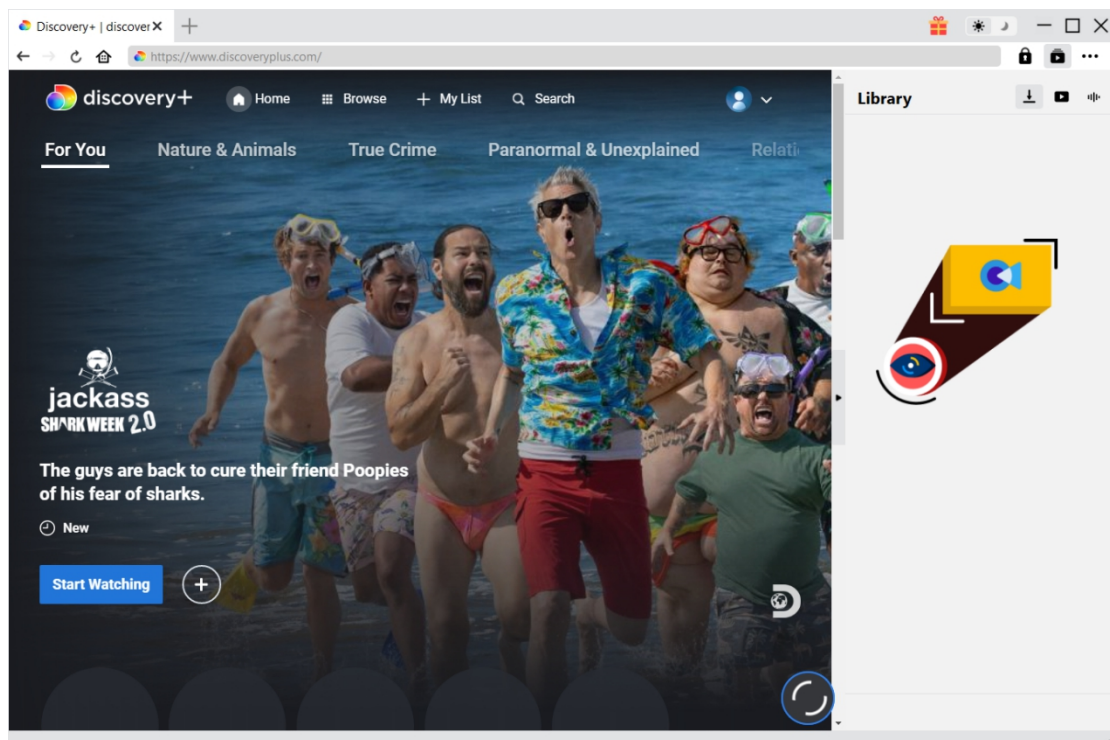 Discovery+ | discover
https://www.discoveryplus.com/
discovery+
Home
Browse
My List
Search
Library
For You
Nature & Animals
True Crime
Paranormal & Unexplained
Relati
jackass
SHARK WEEK 2.0
The guys are back to cure their friend Poopies
of his fear of sharks.
New
Start Watching